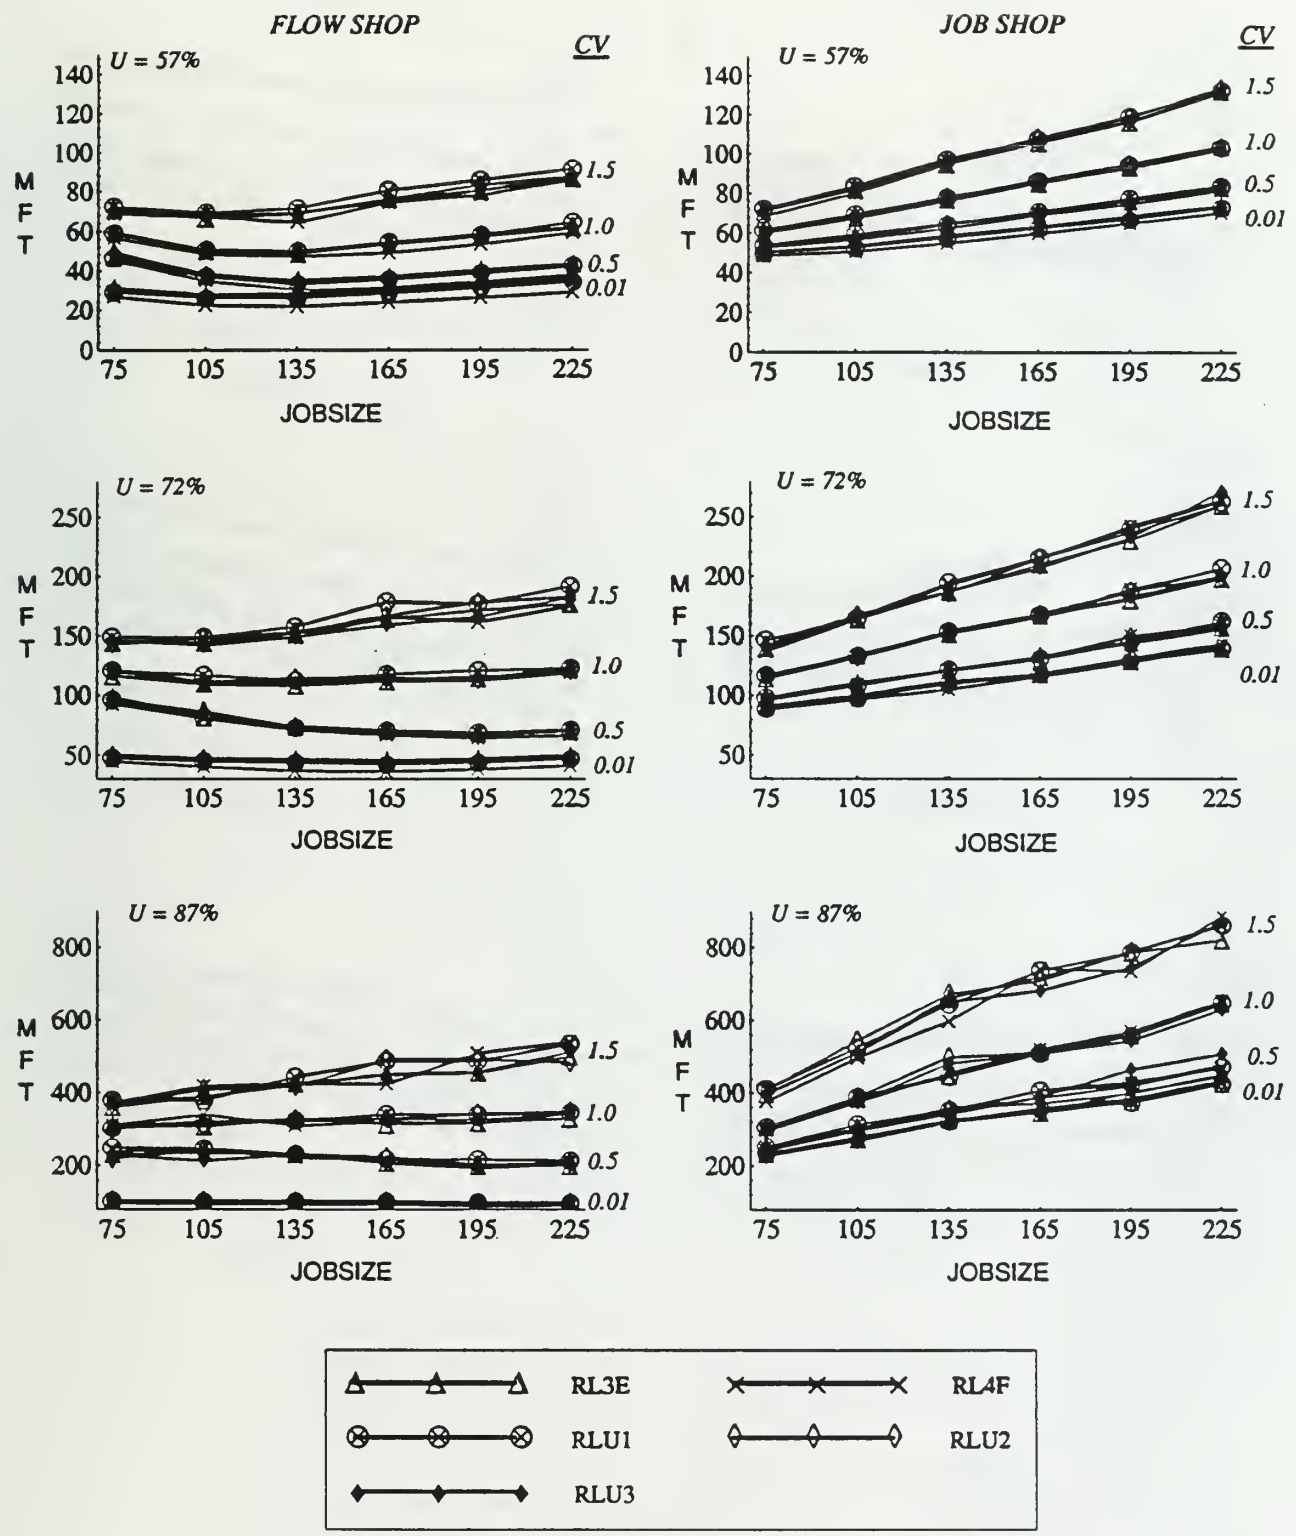 FLOW SHOP
JOB SHOP
U = 57%
CV
140
120
100
80
60
40
20
0
M
F
T
1.5
1.0
0.5
0.01
75 105 135 165 195 225
JOBSIZE
U = 57%
CV
140
120
100
80
60
40
20
0
M
F
T
1.5
1.0
0.5
0.01
75 105 135 165 195 225
JOBSIZE
U = 72%
250
200
150
100
50
M
F
T
1.5
1.0
0.5
0.01
75 105 135 165 195 225
JOBSIZE
U = 72%
250
200
150
100
50
M
F
T
1.5
1.0
0.5
0.01
75 105 135 165 195 225
JOBSIZE
U = 87%
800
600
400
200
M
F
T
1.5
1.0
0.5
0.01
75 105 135 165 195 225
JOBSIZE
U = 87%
800
600
400
200
M
F
T
1.5
1.0
0.5
0.01
75 105 135 165 195 225
JOBSIZE
RL3E
RL4F
RLU1
RLU2
RLU3